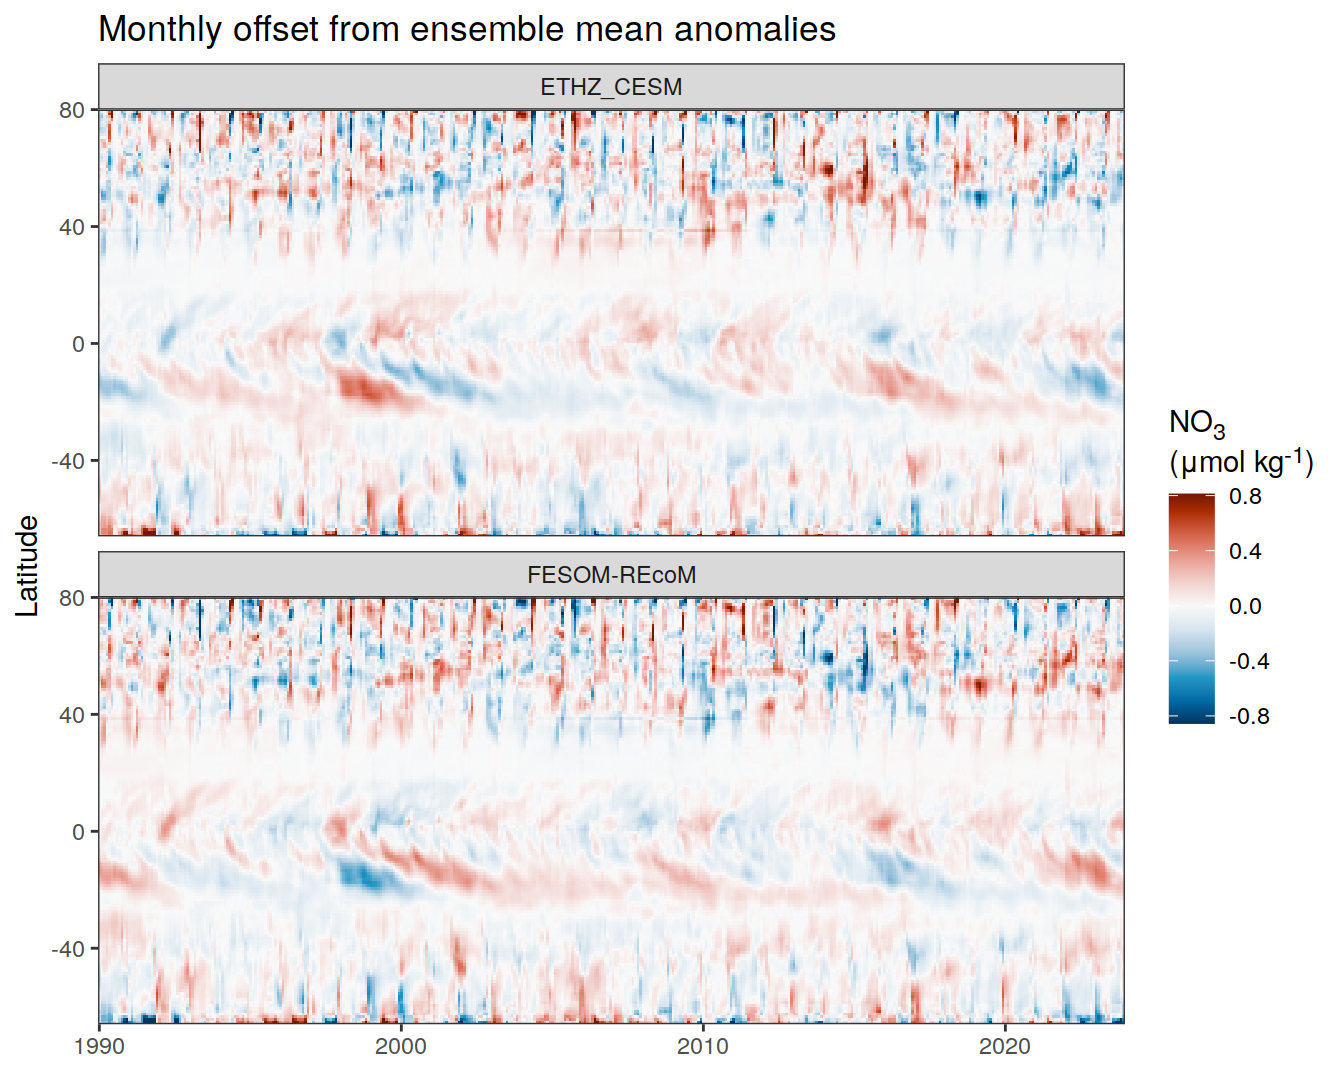 Monthly offset from ensemble mean anomalies
ETHZ_CESM
80
40
0
-40
FESOM-REcoM
80
40
0
-40
1990 2000 2010 2020
Latitude
NO3
(µmol kg-1)
0.8
0.4
0.0
-0.4
-0.8